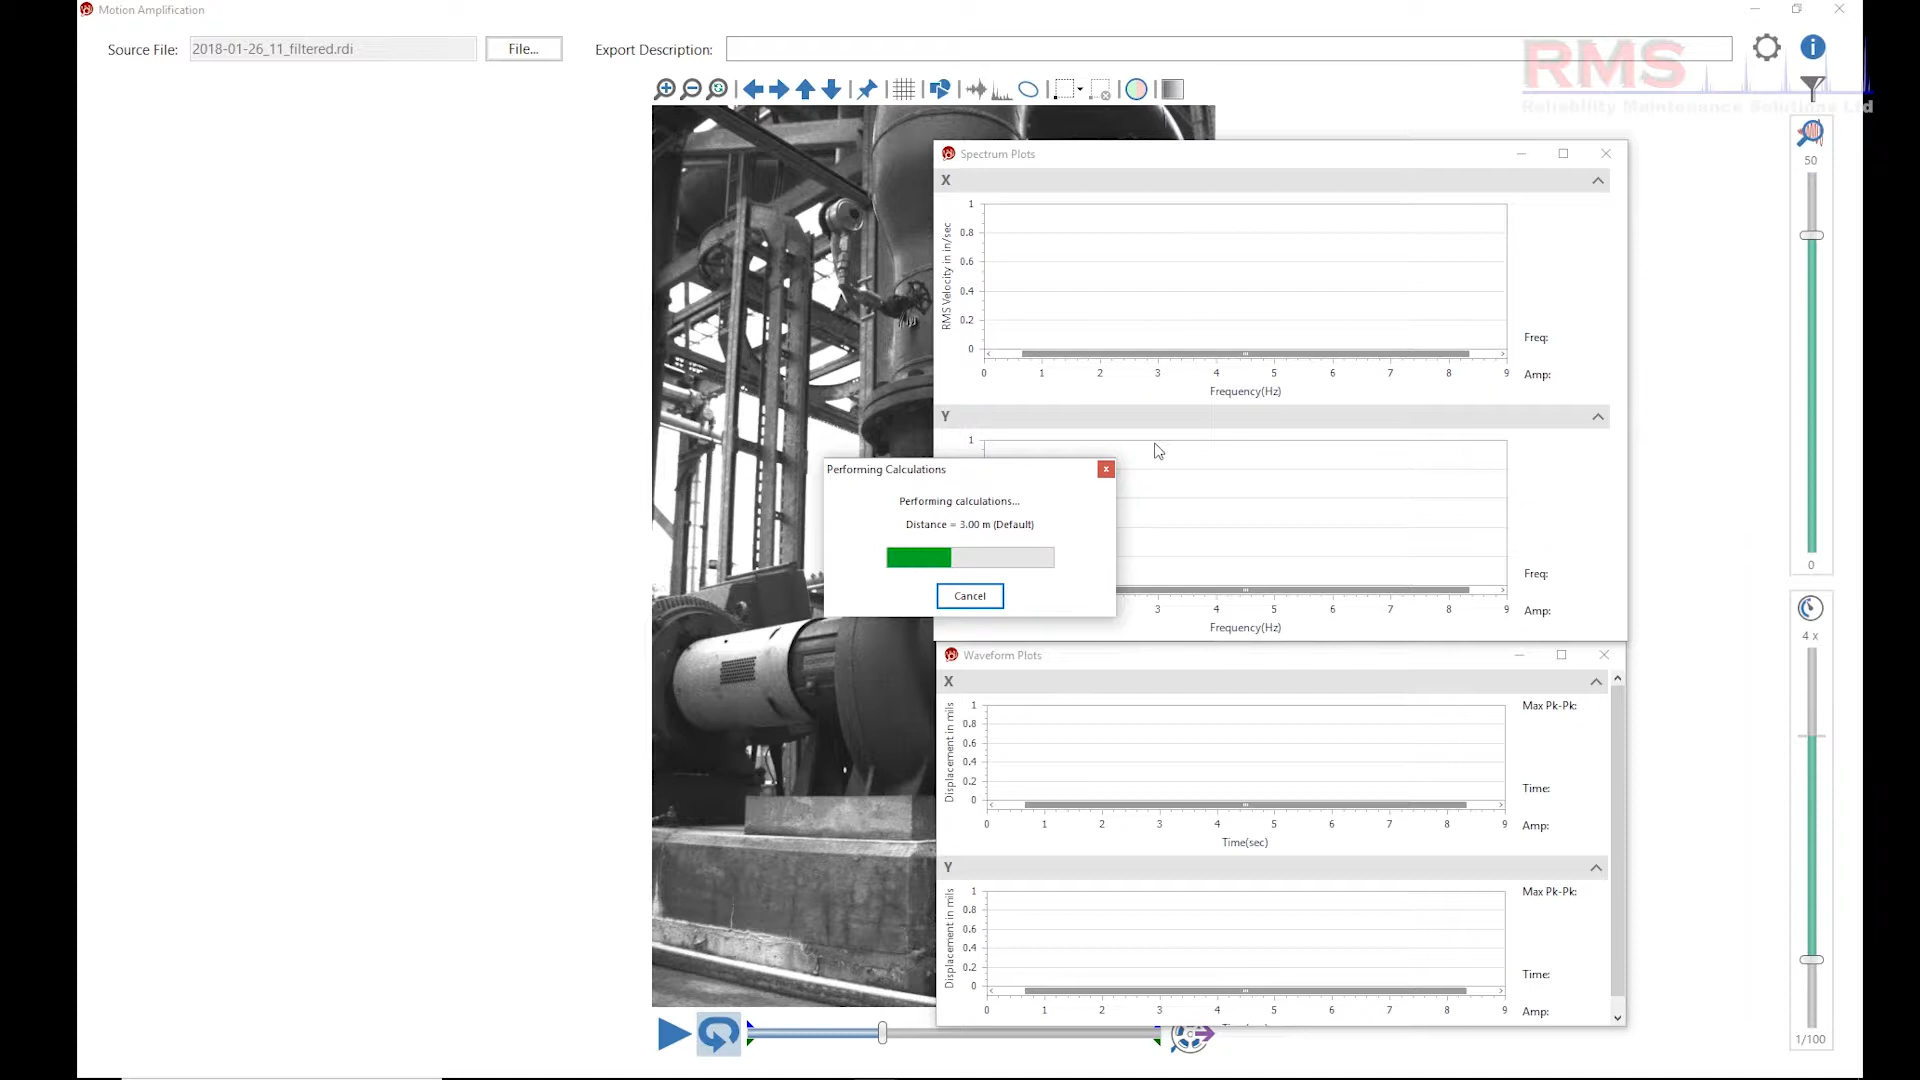 Motion Amplification
Source File: 2018-01-26_11_filtered.rdi File... Export Description:
RMS
Reliability Maintenance Solutions Ltd
Spectrum Plots
X
RMS Velocity in in/sec
1
0.8
0.6
0.4
0.2
0
0 1 2 3 4 5 6 7 8 9
Frequency(Hz)
Freq:
Amp:
Y
1
3 4 5 6 7 8 9
Frequency(Hz)
Freq:
Amp:
Performing Calculations
Performing calculations...
Distance = 3.00 m (Default)
Cancel
Waveform Plots
X
Displacement in mils
1
0.8
0.6
0.4
0.2
0
0 1 2 3 4 5 6 7 8 9
Time(sec)
Max Pk-Pk:
Time:
Amp:
Y
Displacement in mils
1
0.8
0.6
0.4
0.2
0
0 1 2 3 4 5 6 7 8 9
Max Pk-Pk:
Time:
Amp:
50
0
4 x
1/100